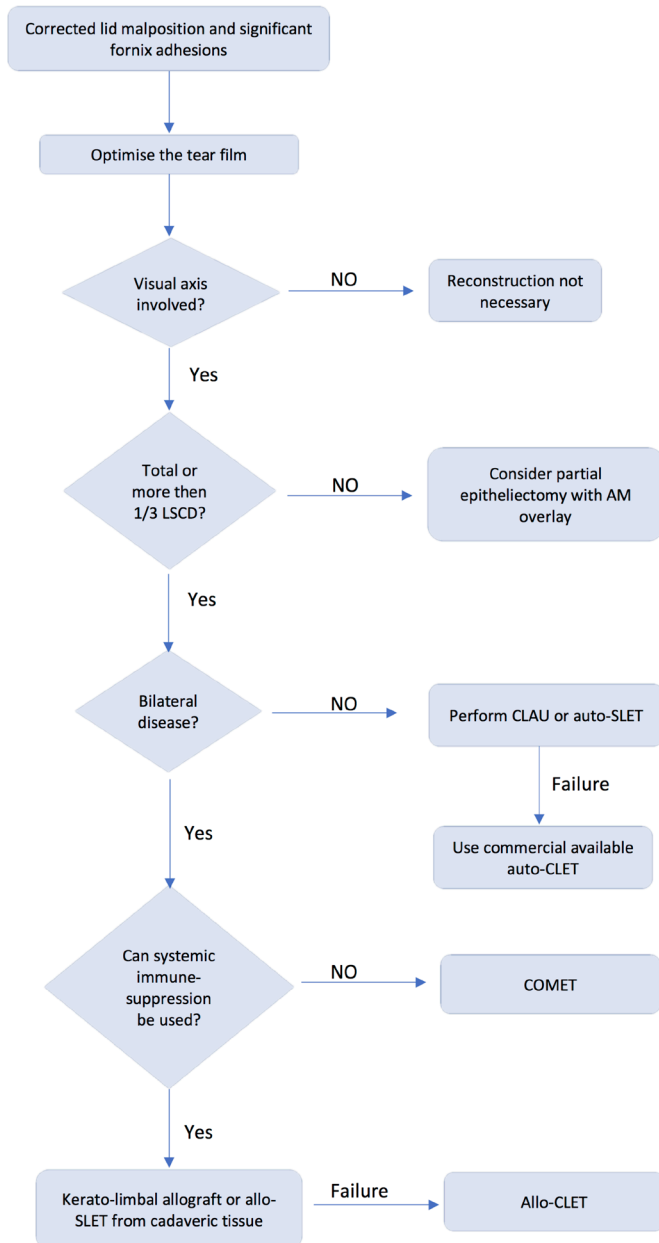 Corrected lid malposition and significant
fornix adhesions
Optimise the tear film
Visual axis
involved?
NO
Reconstruction not
necessary
Yes
Total or
more then
1/3 LSCD?
NO
Consider partial
epitheliectomy with AM
overlay
Yes
Bilateral
disease?
NO
Perform CLAU or auto-SLET
Failure
Use commercial available
auto-CLET
Yes
Can systemic
immune-
suppression
be used?
NO
COMET
Yes
Kerato-limbal allograft or allo-
SLET from cadaveric tissue
Failure
Allo-CLET